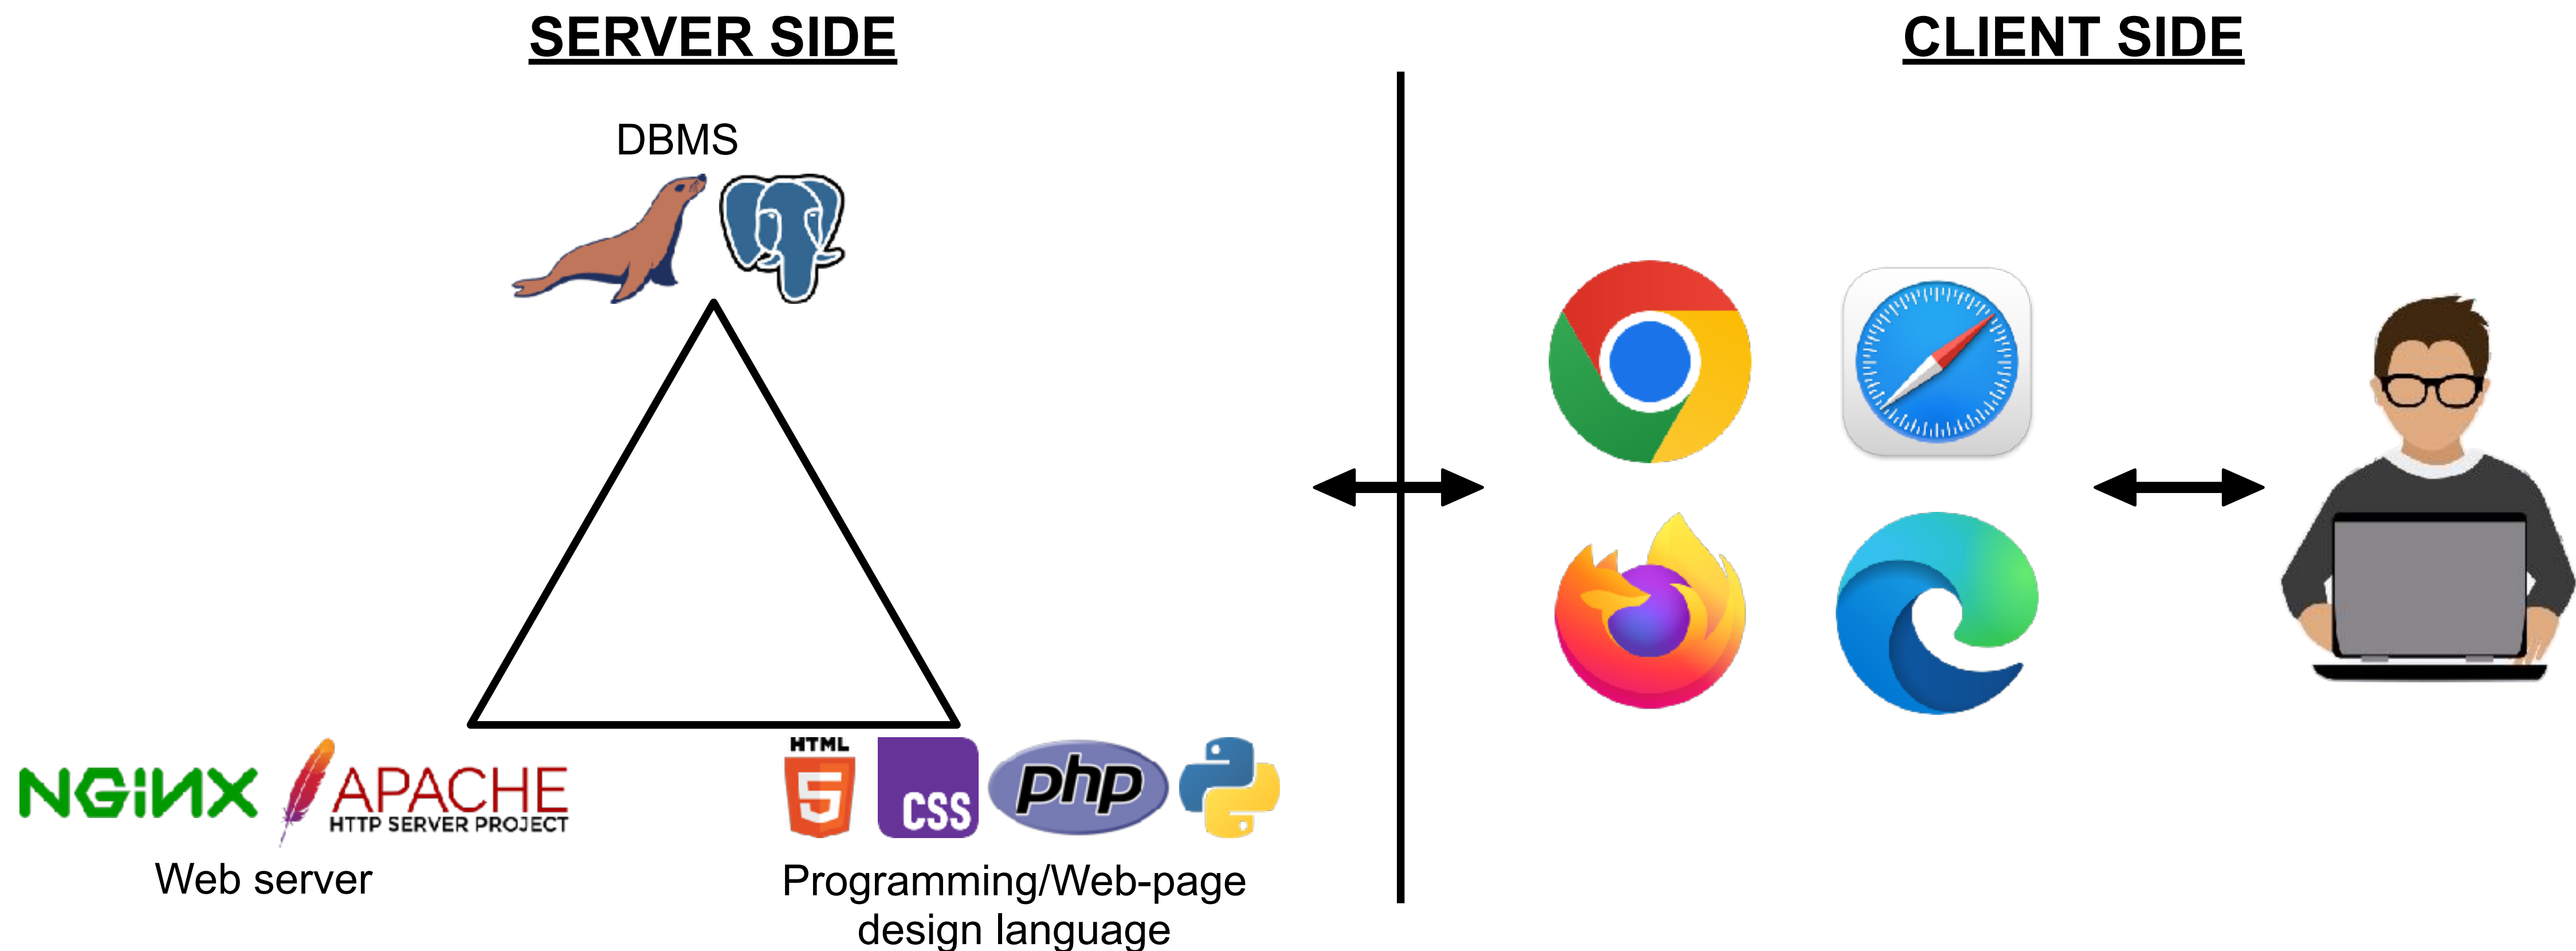 SERVER SIDE
CLIENT SIDE
DBMS
NGiNX
APACHE
HTTP SERVER PROJECT
Web server
HTML
5
CSS
php
Programming/Web-page
design language